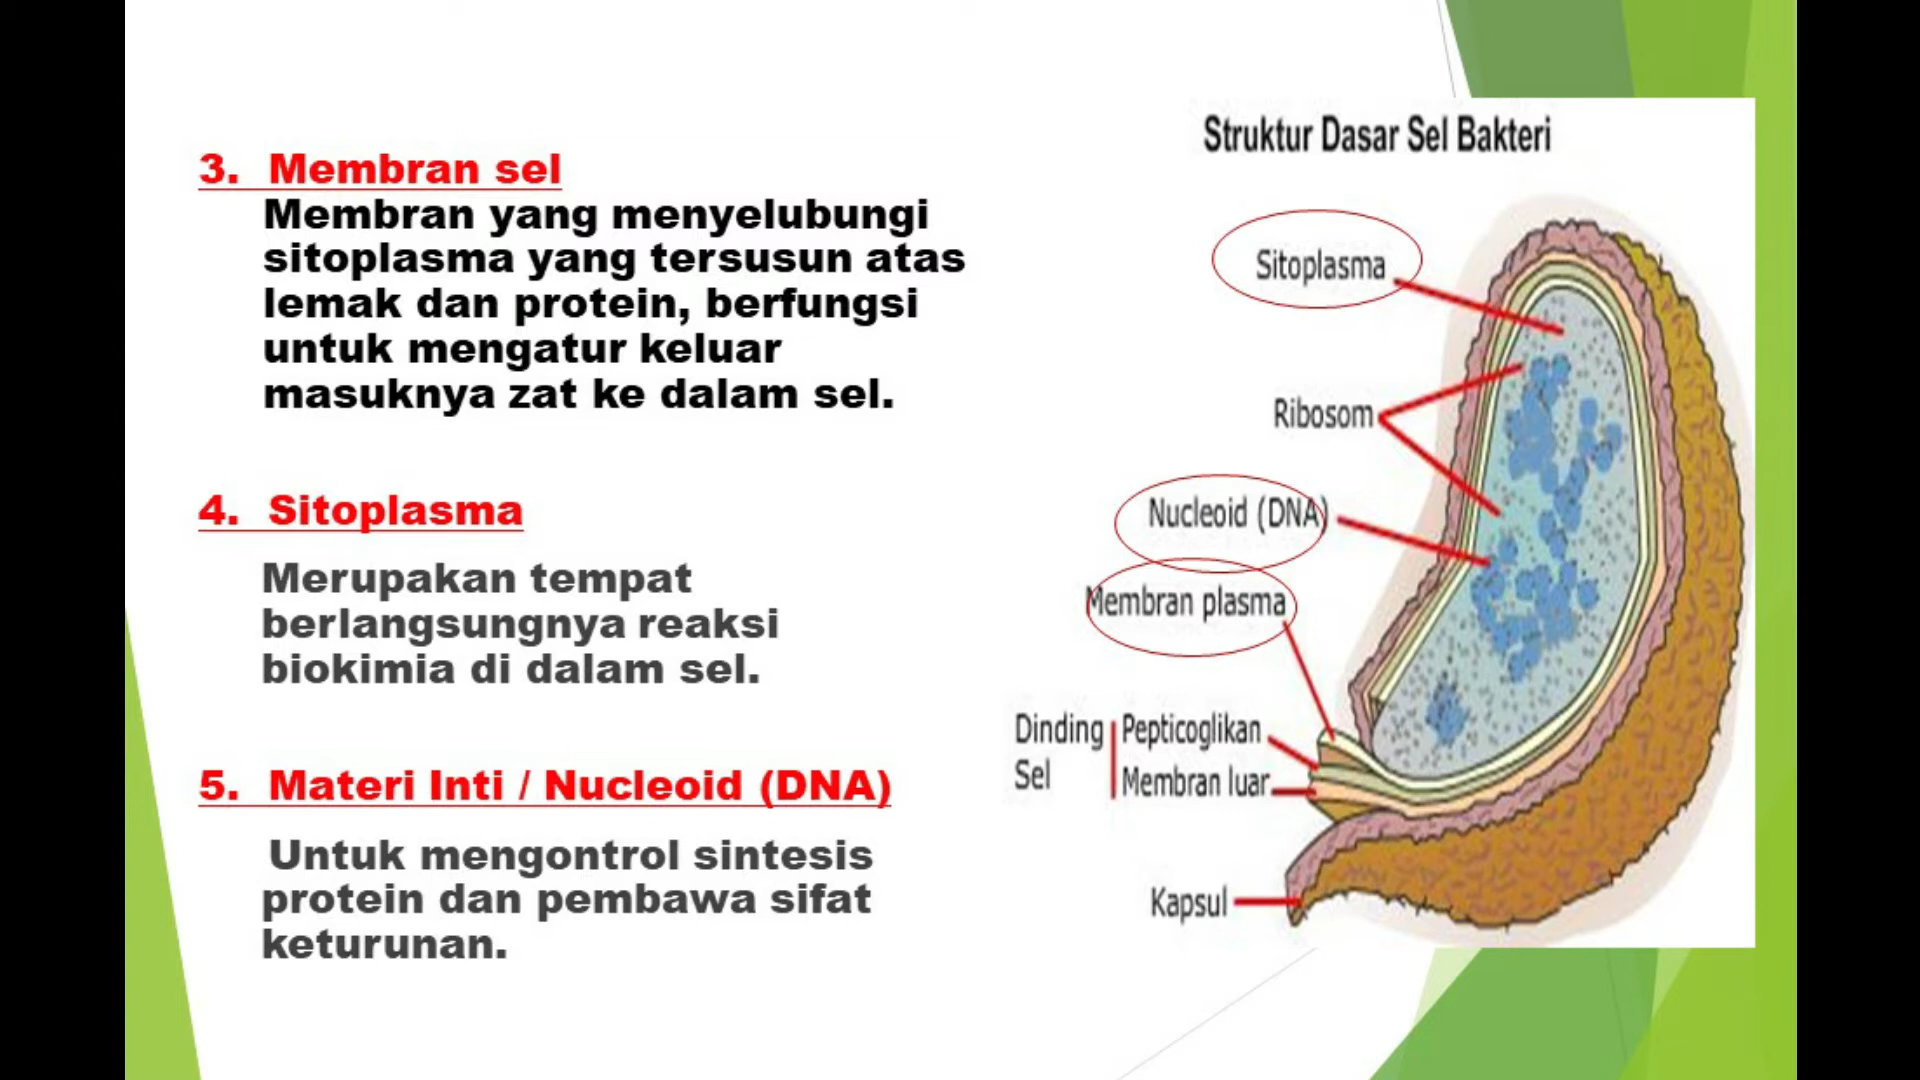 3. Membran sel
Membran yang menyelubungi
sitoplasma yang tersusun atas
lemak dan protein, berfungsi
untuk mengatur keluar
masuknya zat ke dalam sel.
4. Sitoplasma
Merupakan tempat
berlangsungnya reaksi
biokimia di dalam sel.
5. Materi Inti / Nucleoid (DNA)
Untuk mengontrol sintesis
protein dan pembawa sifat
keturunan.
Struktur Dasar Sel Bakteri
Sitoplasma
Ribosom
Nucleoid (DNA)
Membran plasma
Dinding
Sel
Pepticoglikan
Membran luar
Kapsul